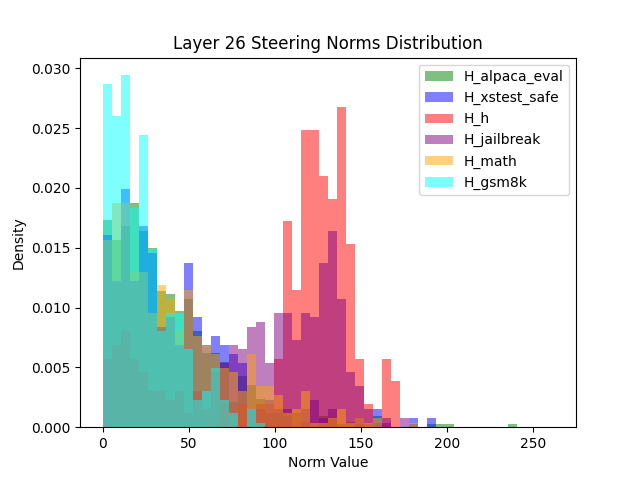 Layer 26 Steering Norms Distribution
0.030
0.025
0.020
0.015
0.010
0.005
0.000
Density
H_alpaca_eval
H_xstest_safe
H_h
H_jailbreak
H_math
H_gsm8k
0 50 100 150 200 250
Norm Value